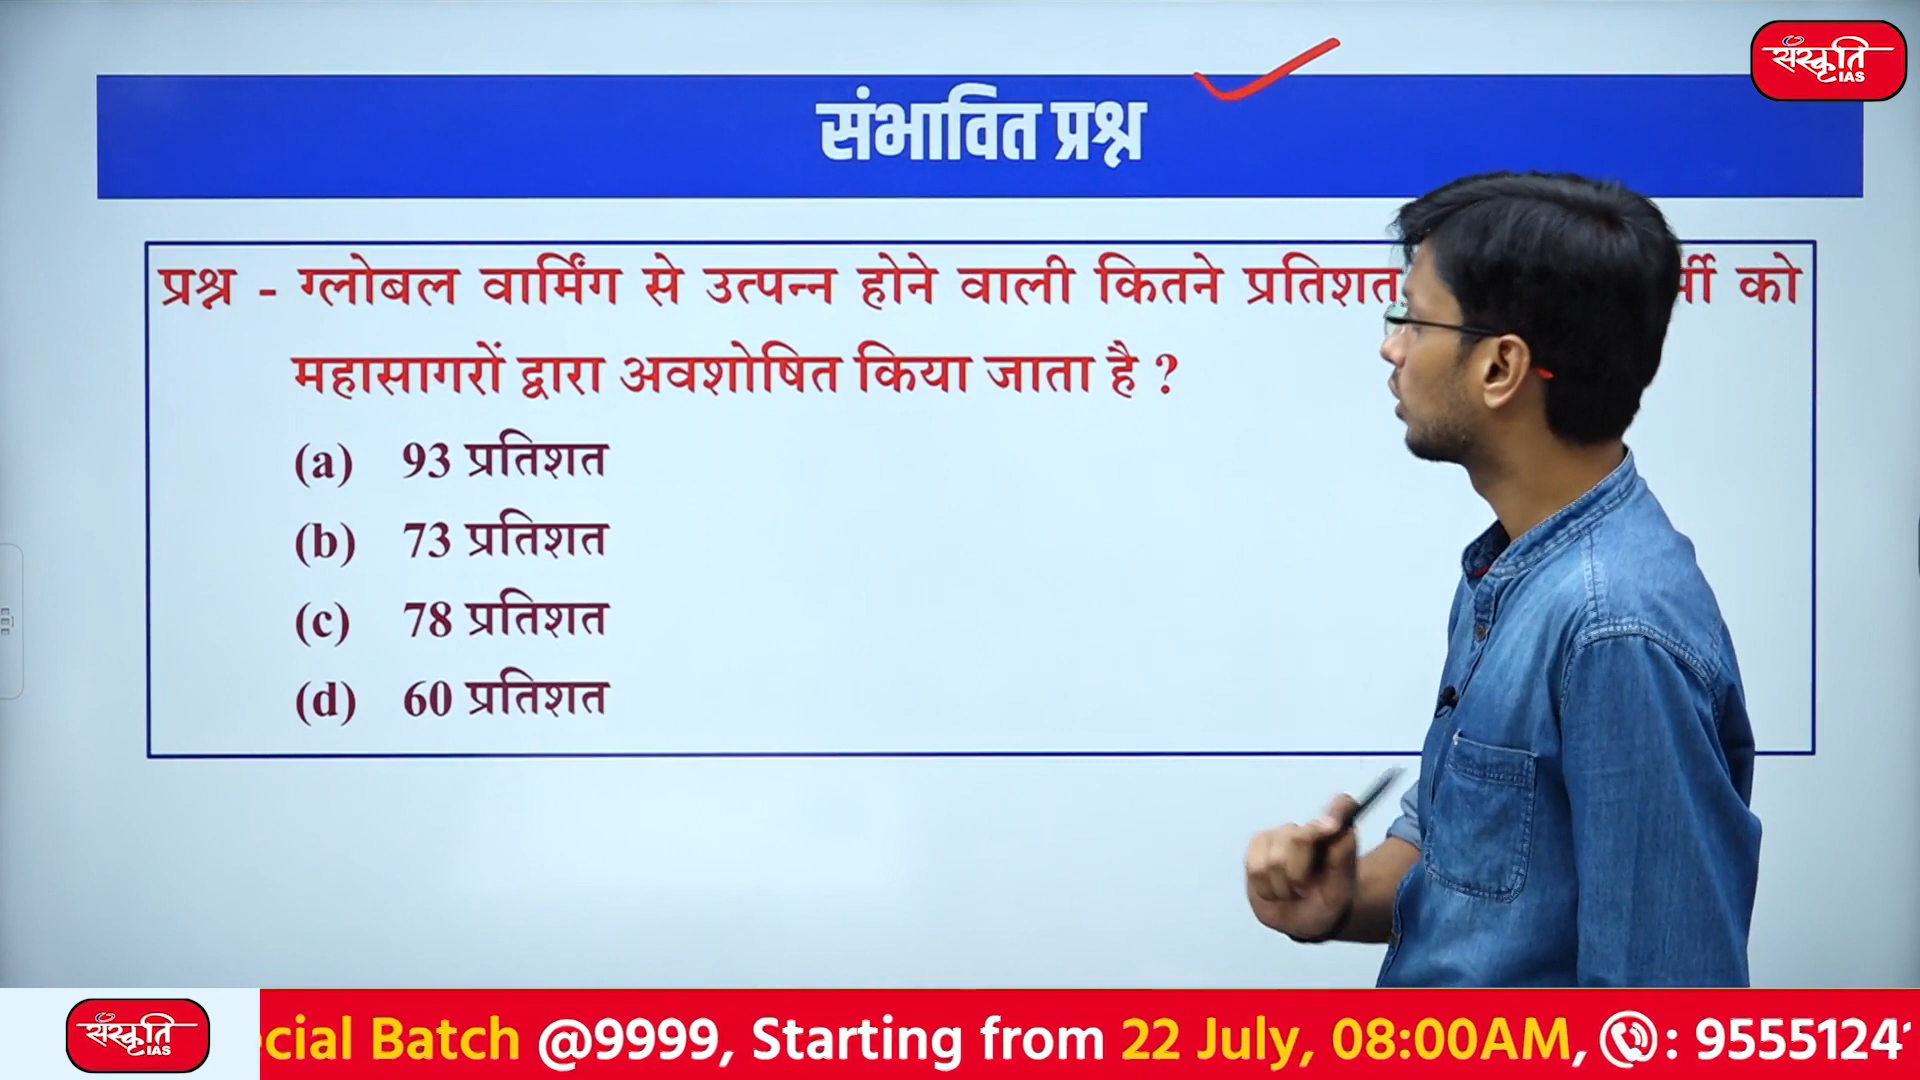 संस्कृति
IAS
संभावित प्रश्न
प्रश्न - ग्लोबल वार्मिंग से उत्पन्न होने वाली कितने प्रतिशत को
महासागरों द्वारा अवशोषित किया जाता है ?
(a) 93 प्रतिशत
(b) 73 प्रतिशत
(c) 78 प्रतिशत
(d) 60 प्रतिशत
संस्कृति
IAS
cial Batch @9999, Starting from 22 July, 08:00AM, : 9555124